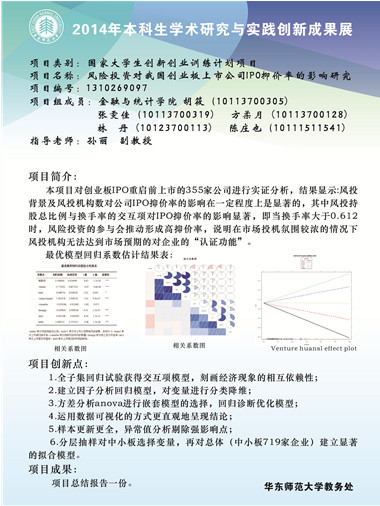 2014年本科生学术研究与实践创新成果展
项目类别：国家大学生创新创业训练计划项目
项目名称：风险投资对我国创业板上市公司IPO抑价率的影响研究
项目编号：1310269097
项目组成员：金融与统计学院 胡筱 (10113700305)
张雯佳 (10113700319) 方柔月 (10113700128)
林 丹 (10123700113) 陈庄也 (10111511541)
指导老师：孙丽 副教授
项目简介：
本项目对创业板IPO重启前上市的355家公司进行实证分析，结果显示:风投
背景及风投机构数对公司IPO抑价率的影响在一定程度上是显著的，其中风投持
股总比例与换手率的交互项对IPO抑价率的影响显著，即当换手率大于0.612
时，风险投资的参与会推动形成高抑价率，说明在市场投机氛围较浓的情况下
风投机构无法达到市场预期的对企业的“认证功能”。
最优模型回归系数估计结果表：
相关系数图
相关系数图
Venture huansl effect plot
项目创新点：
1.全子集回归试验获得交互项模型，刻画经济现象的相互依赖性；
2.建立因子分析回归模型，对变量进行分类降维；
3.方差分析anova进行嵌套模型的选择，回归诊断优化模型；
4.运用数据可视化的方式更直观地呈现结论；
5.样本更新更全，异常值分析剔除强影响点；
6.分层抽样对中小板选择变量，再对总体（中小板719家企业）建立显著
的拟合模型。
项目成果：
项目总结报告一份。
华东师范大学教务处